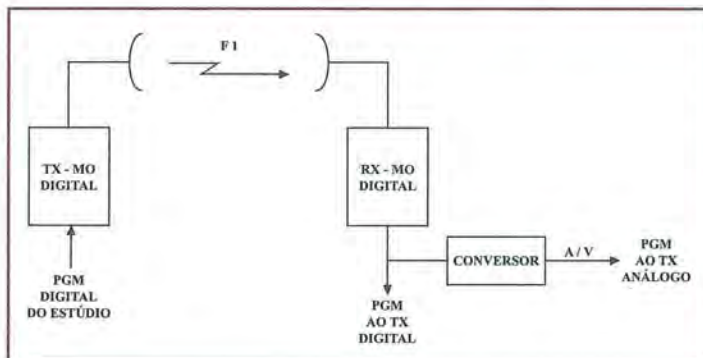 F 1
TX - MO
DIGITAL
RX - MO
DIGITAL
PGM
DIGITAL
DO ESTÚDIO
CONVERSOR
A / V
PGM
AO TX
ANÁLOGO
PGM
AO TX
DIGITAL